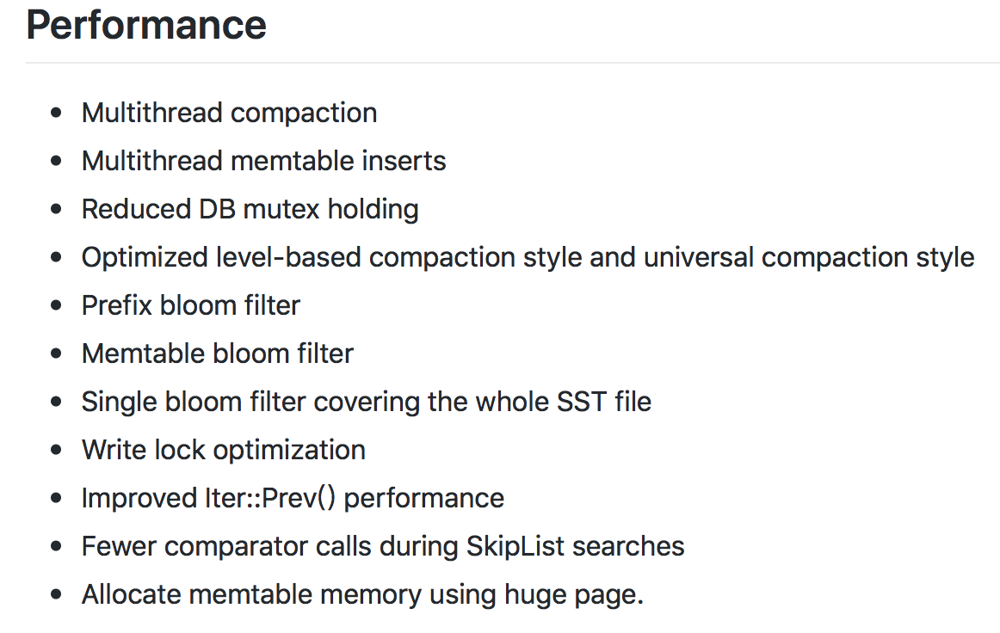 Performance
Multithread compaction
Multithread memtable inserts
Reduced DB mutex holding
Optimized level-based compaction style and universal compaction style
Prefix bloom filter
Memtable bloom filter
Single bloom filter covering the whole SST file
Write lock optimization
Improved Iter::Prev() performance
Fewer comparator calls during SkipList searches
Allocate memtable memory using huge page.